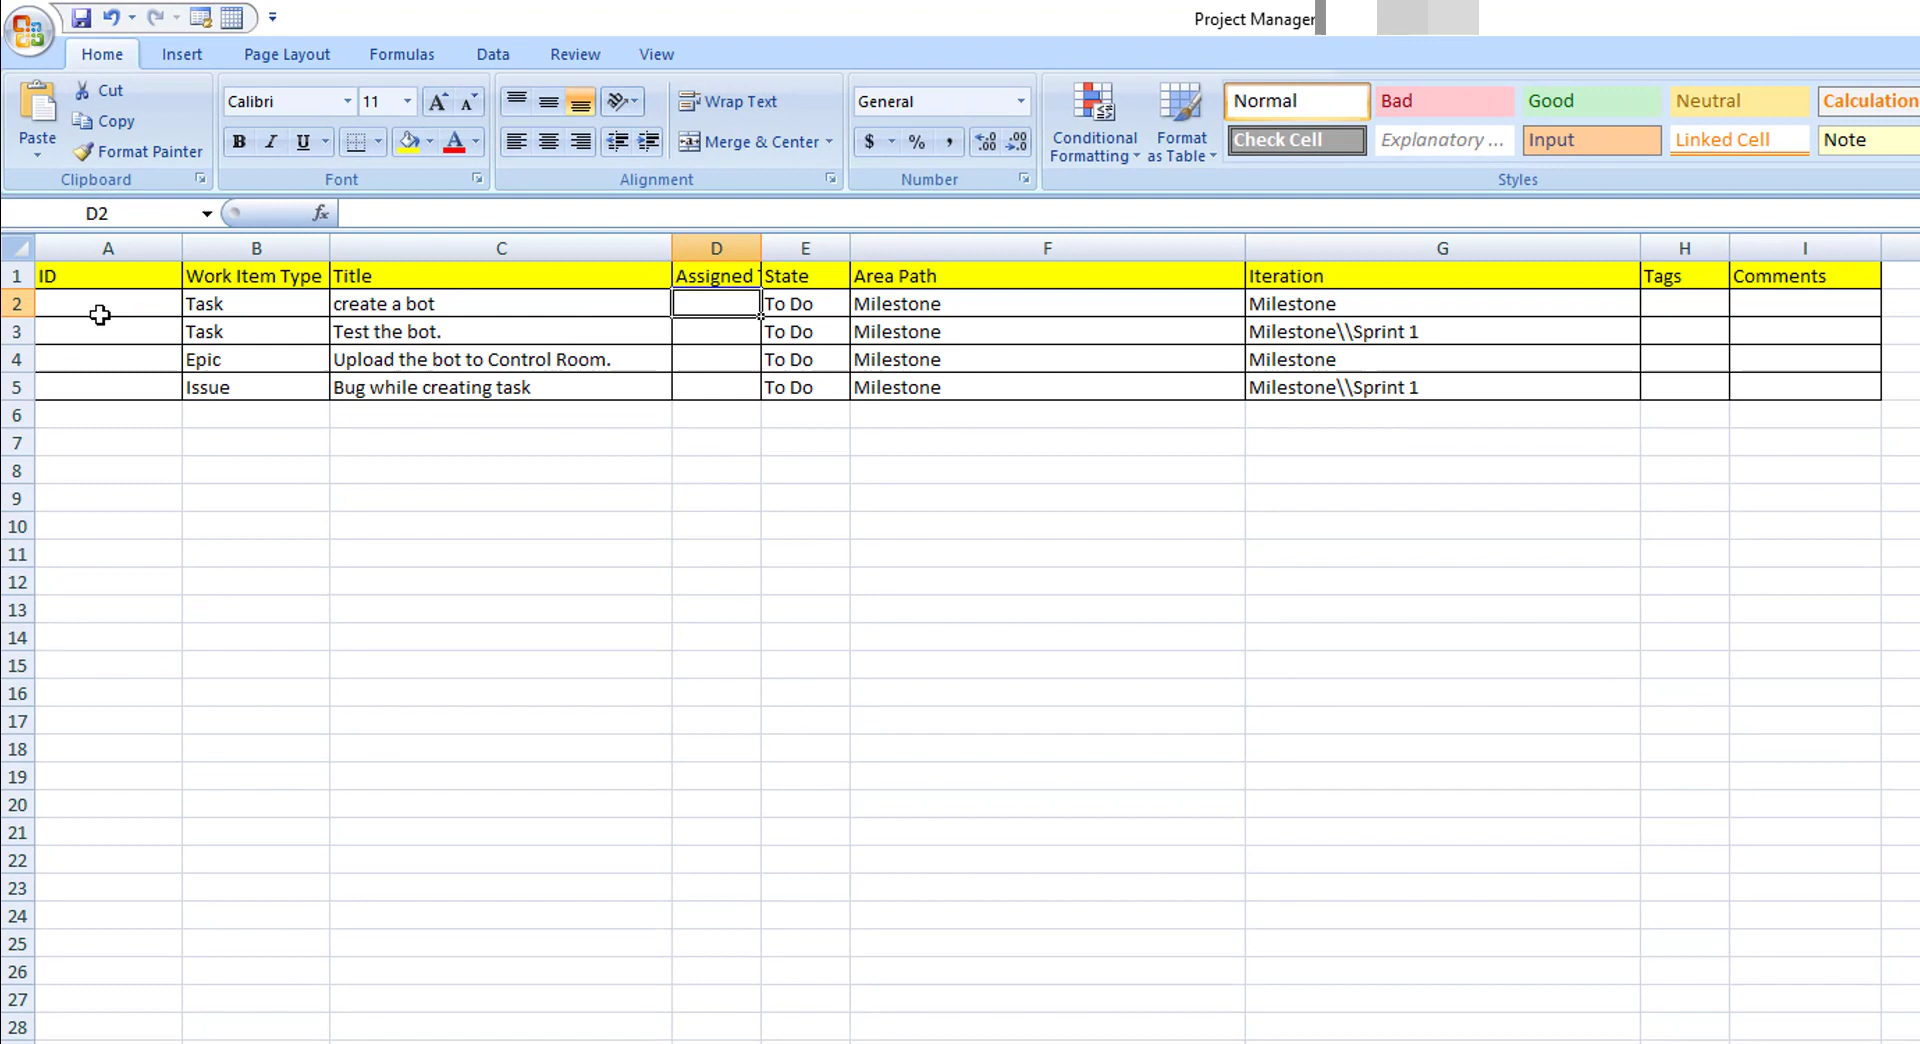 Project Manager
Home Insert Page Layout Formulas Data Review View
Paste
Cut
Copy
Format Painter
Clipboard
Calibri 11 A A
B I U A
Font
Wrap Text
Merge & Center
Alignment
General
$ % , .0 .00 .00 .0
Number
Conditional Formatting
Format as Table
Normal Bad Good Neutral Calculation
Check Cell Explanatory ... Input Linked Cell Note
Styles
D2 fx
A B C D E F G H I
1 ID Work Item Type Title Assigned State Area Path Iteration Tags Comments
2 Task create a bot To Do Milestone Milestone
3 Task Test the bot. To Do Milestone Milestone\\Sprint 1
4 Epic Upload the bot to Control Room. To Do Milestone Milestone
5 Issue Bug while creating task To Do Milestone Milestone\\Sprint 1
6
7
8
9
10
11
12
13
14
15
16
17
18
19
20
21
22
23
24
25
26
27
28